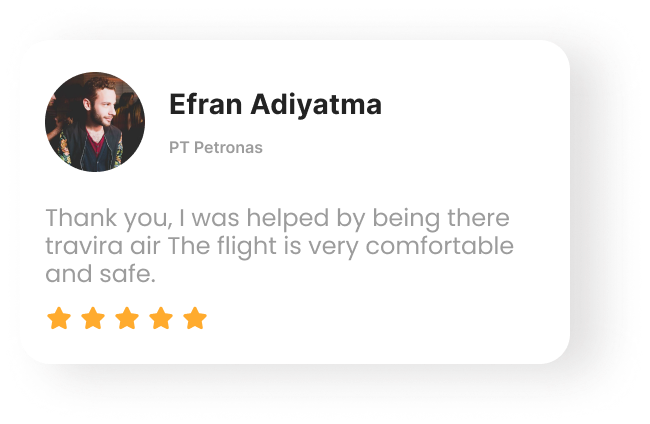 Efran Adiyatma
PT Petronas
Thank you, I was helped by being there
travira air The flight is very comfortable
and safe.